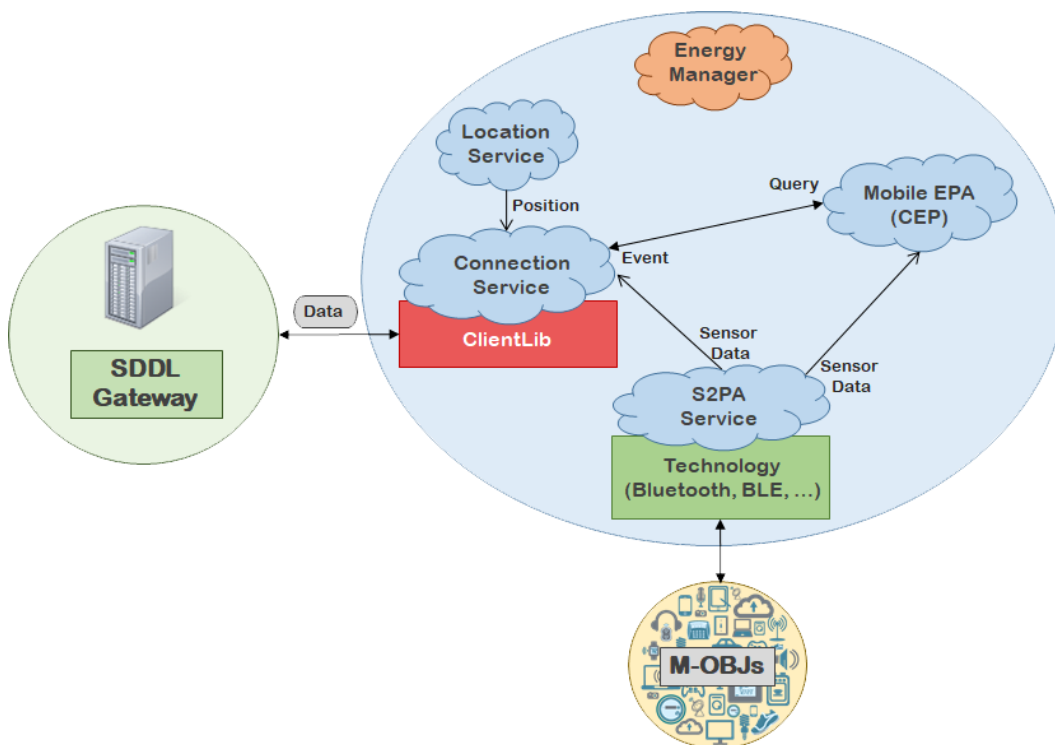 Energy
Manager
Location
Service
Position
Query
Mobile EPA
(CEP)
Event
Connection
Service
Data
ClientLib
SDDL
Gateway
Sensor
Data
Sensor
Data
S2PA
Service
Technology
(Bluetooth, BLE, ...)
M-OBJs